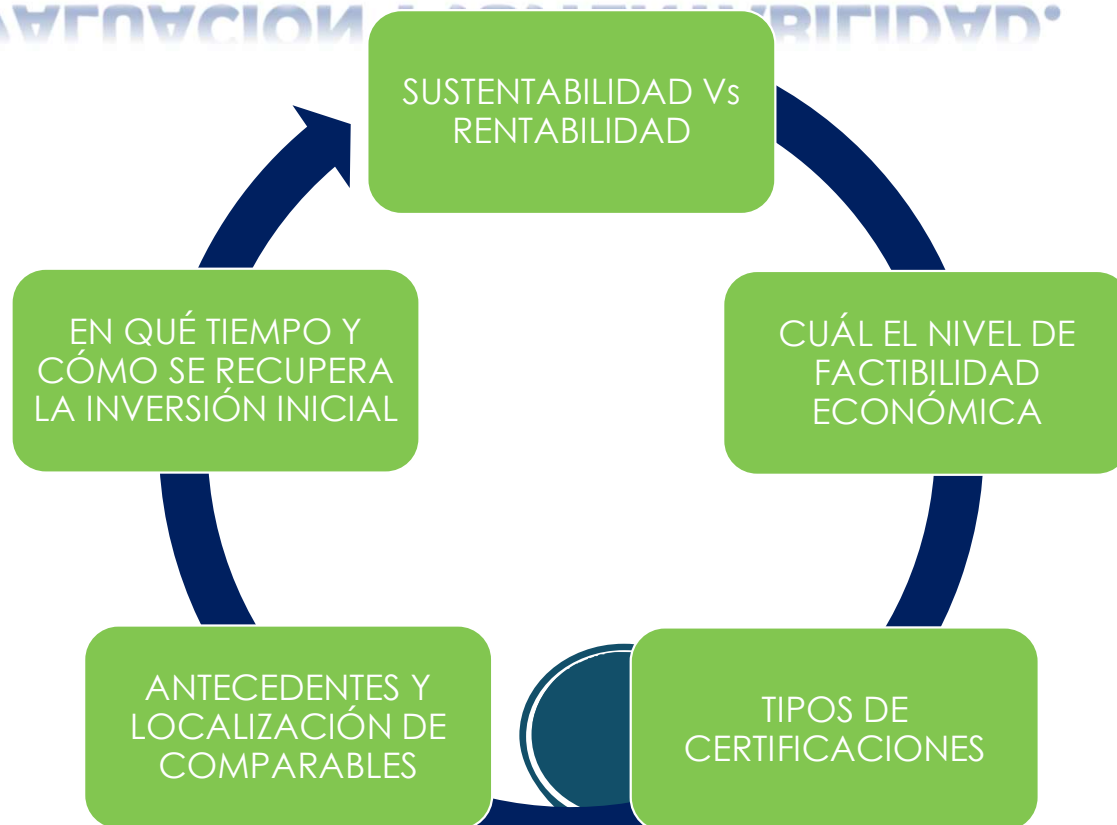 SUSTENTABILIDAD Vs
RENTABILIDAD
CUÁL EL NIVEL DE
FACTIBILIDAD
ECONÓMICA
TIPOS DE
CERTIFICACIONES
ANTECEDENTES Y
LOCALIZACIÓN DE
COMPARABLES
EN QUÉ TIEMPO Y
CÓMO SE RECUPERA
LA INVERSIÓN INICIAL